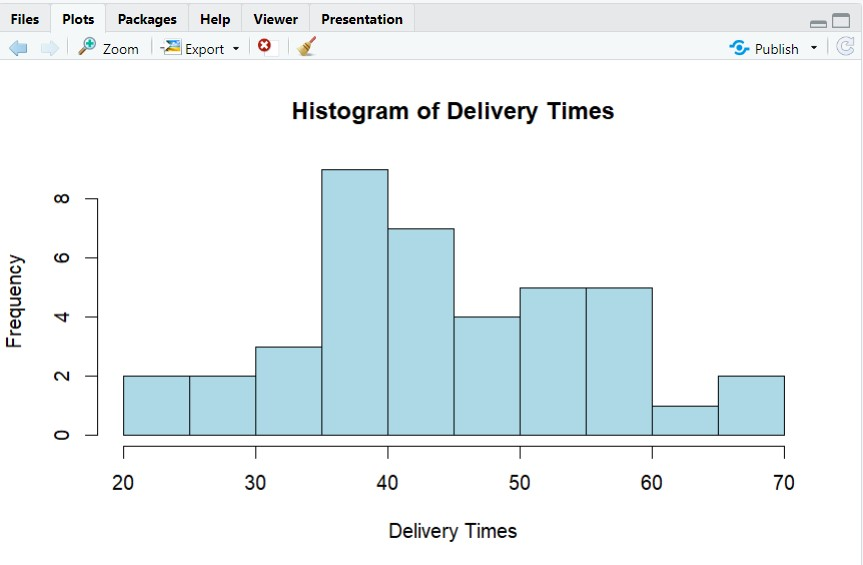 Files Plots Packages Help Viewer Presentation
Zoom Export Publish
Histogram of Delivery Times
8
6
4
2
0
Frequency
20 30 40 50 60 70
Delivery Times